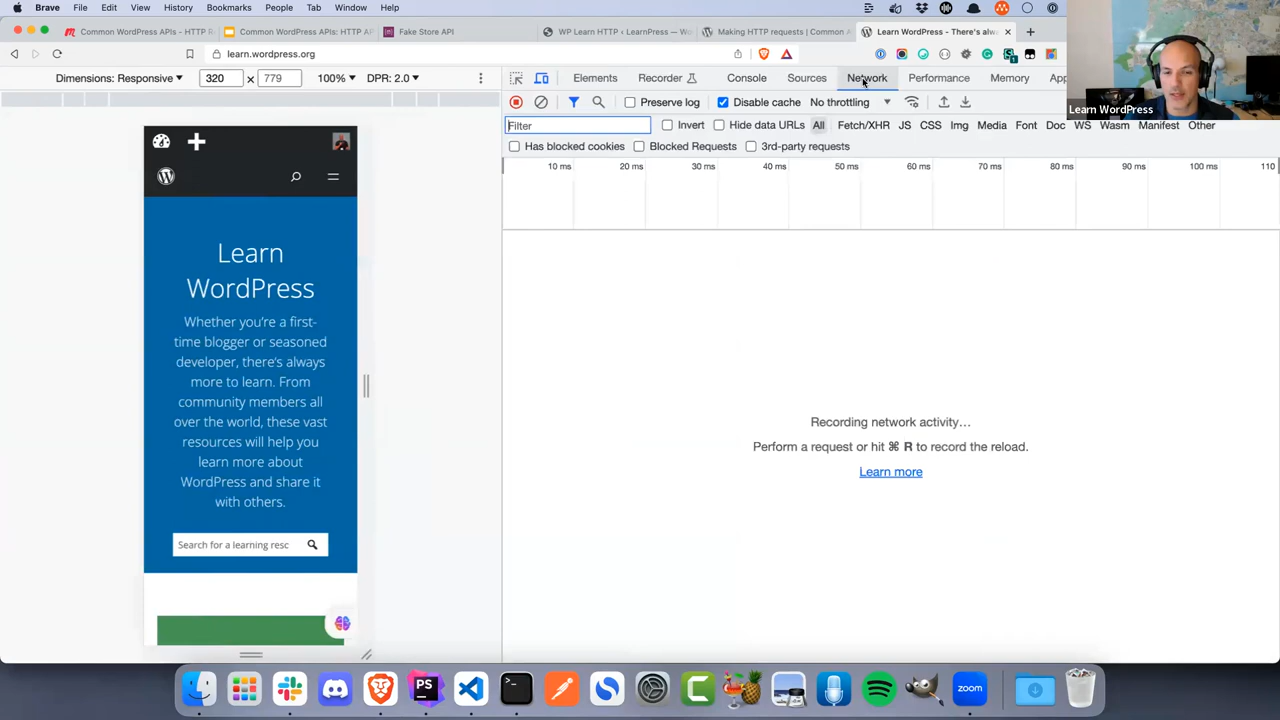 Brave File Edit View History Bookmarks People Tab Window Help
Common WordPress APIs - HTTP R
Common WordPress APIs: HTTP AP
Fake Store API
WP Learn HTTP ‹ LearnPress — Wo
Making HTTP requests | Common A
Learn WordPress - There's alw
learn.wordpress.org
Dimensions: Responsive 320 x 779 100% DPR: 2.0
Elements Recorder Console Sources Network Performance Memory Ap
Preserve log Disable cache No throttling
Filter Invert Hide data URLs All Fetch/XHR JS CSS Img Media Font Doc WS Wasm Manifest Other
Has blocked cookies Blocked Requests 3rd-party requests
10 ms 20 ms 30 ms 40 ms 50 ms 60 ms 70 ms 80 ms 90 ms 100 ms 110
Learn WordPress
Learn
WordPress
Whether you're a first-
time blogger or seasoned
developer, there's always
more to learn. From
community members all
over the world, these vast
resources will help you
learn more about
WordPress and share it
with others.
Search for a learning resc
Recording network activity…
Perform a request or hit ⌘ R to record the reload.
Learn more
PS
zoom